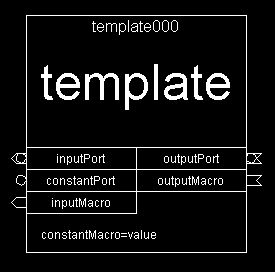 template000
template
inputPort outputPort
constantPort outputMacro
inputMacro
constantMacro=value